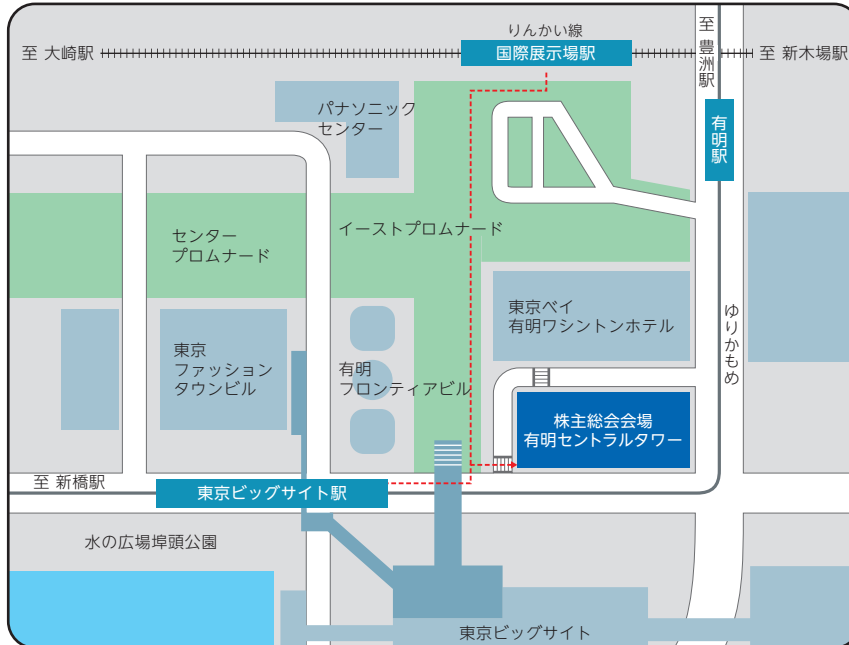 りんかい線
至 大崎駅
国際展示場駅
至 豊洲駅
至 新木場駅
有明駅
パナソニック
センター
センター
プロムナード
イーストプロムナード
東京ベイ
有明ワシントンホテル
ゆりかもめ
東京
ファッション
タウンビル
有明
フロンティアビル
株主総会会場
有明セントラルタワー
至 新橋駅
東京ビッグサイト駅
水の広場埠頭公園
東京ビッグサイト